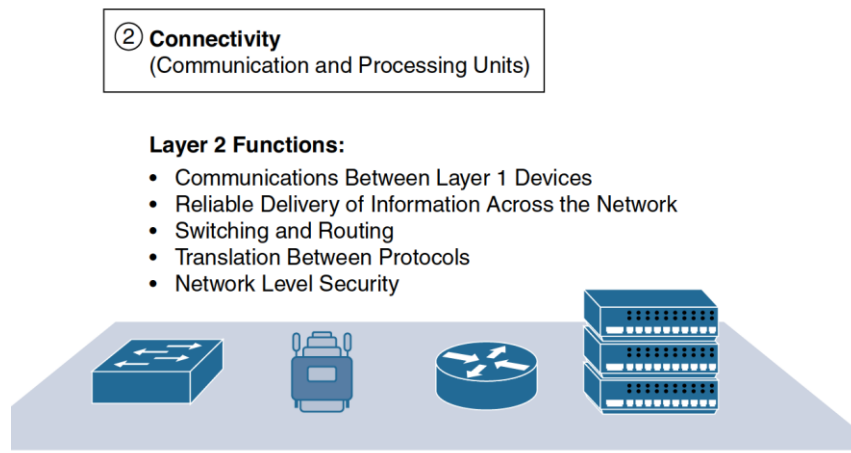 ② Connectivity
(Communication and Processing Units)
Layer 2 Functions:
• Communications Between Layer 1 Devices
• Reliable Delivery of Information Across the Network
• Switching and Routing
• Translation Between Protocols
• Network Level Security